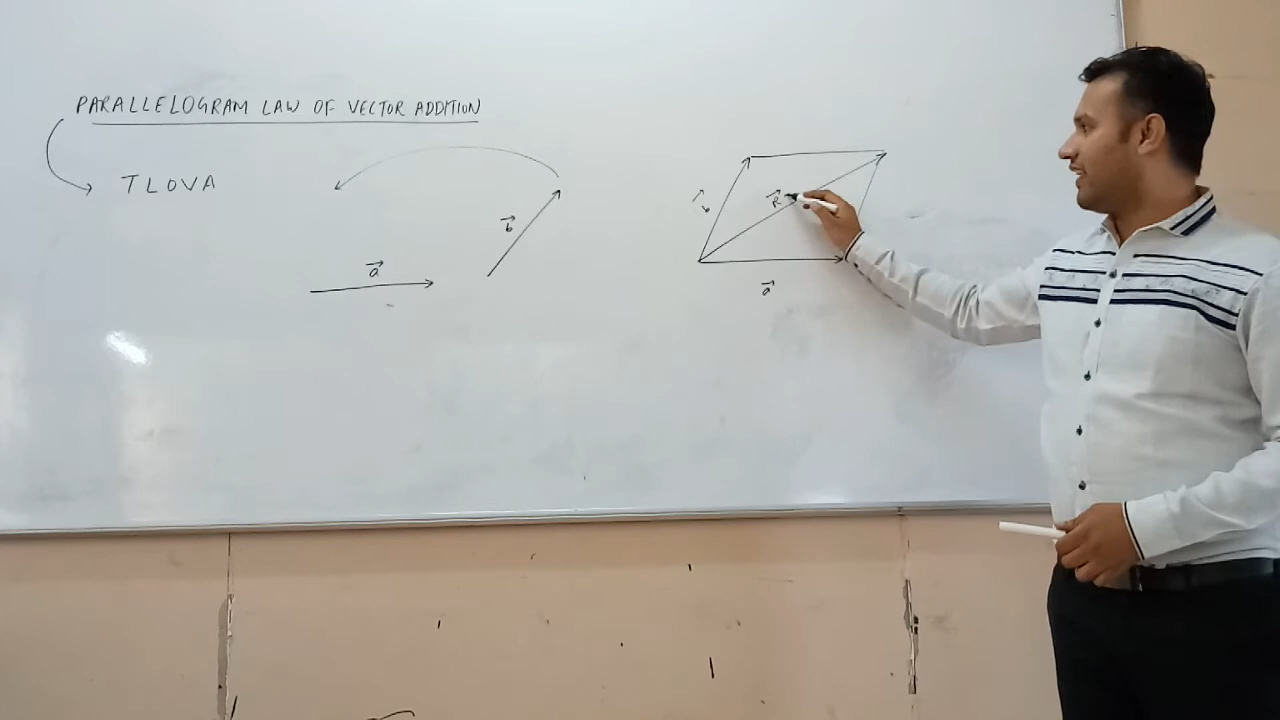 PARALLELOGRAM LAW OF VECTOR ADDITION
TLOVA
a⃗
b⃗
b⃗
R⃗
a⃗